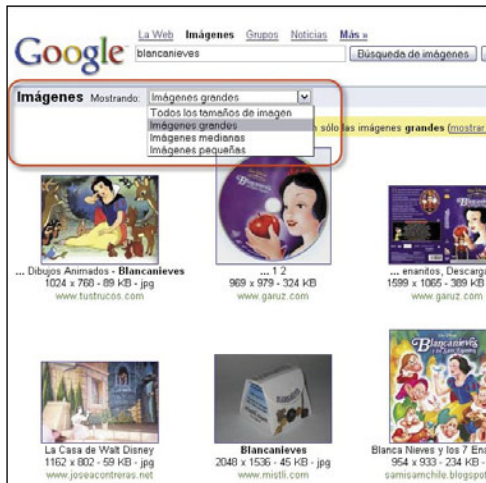 La Web Imágenes Grupos Noticias Más »
Google
blancanieves
Búsqueda de imágenes
Imágenes Mostrando: Imágenes grandes
Todos los tamaños de imagen
Imágenes grandes
Imágenes medianas
Imágenes pequeñas
sólo las imágenes grandes (mostrar
... Dibujos Animados - Blancanieves
1024 x 768 - 89 KB - jpg
www.tustrucos.com
... 1 2
969 x 979 - 324 KB
www.garuz.com
... enanitos, Descarga
1599 x 1065 - 389 KB
www.garuz.com
Blancanieves
La Casa de Walt Disney
1162 x 802 - 59 KB - jpg
www.joseacontreras.net
Blancanieves
2048 x 1536 - 45 KB - jpg
www.mistli.com
Blanca Nieves y los 7 Ena
954 x 933 - 234 KB -
samisamchile.blogspot